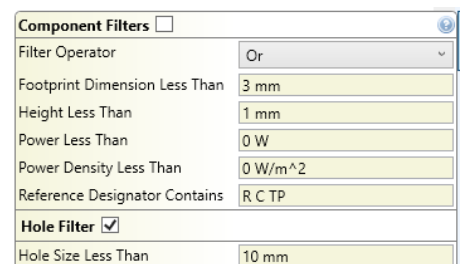 Component Filters
Filter Operator Or
Footprint Dimension Less Than 3 mm
Height Less Than 1 mm
Power Less Than 0 W
Power Density Less Than 0 W/m^2
Reference Designator Contains R C TP
Hole Filter
Hole Size Less Than 10 mm